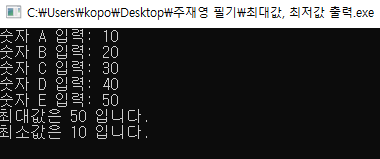 C:₩Users₩kopo₩Desktop₩주재영 필기₩최대값, 최저값 출력.exe
숫자 A 입력: 10
숫자 B 입력: 20
숫자 C 입력: 30
숫자 D 입력: 40
숫자 E 입력: 50
최대값은 50 입니다.
최소값은 10 입니다.